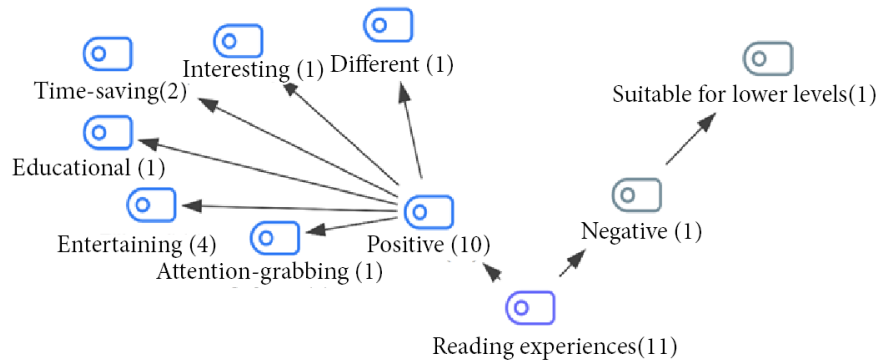 Different (1)
Interesting (1)
Time-saving(2)
Suitable for lower levels(1)
Educational (1)
Entertaining (4)
Positive (10)
Negative (1)
Attention-grabbing (1)
Reading experiences(11)